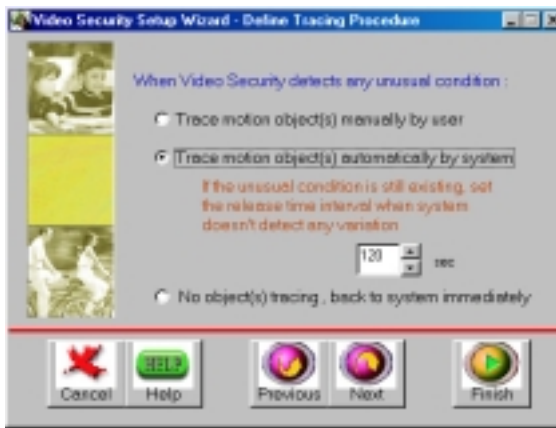 Video Security Setup Wizard - Define Tracing Procedure
When Video Security detects any unusual condition :
Trace motion object(s) manually by user
Trace motion object(s) automatically by system
If the unusual condition is still existing, set
the release time interval when system
doesn't detect any variation
120 sec
No object(s) tracing , back to system immediately
HELP
Cancel Help Previous Next Finish